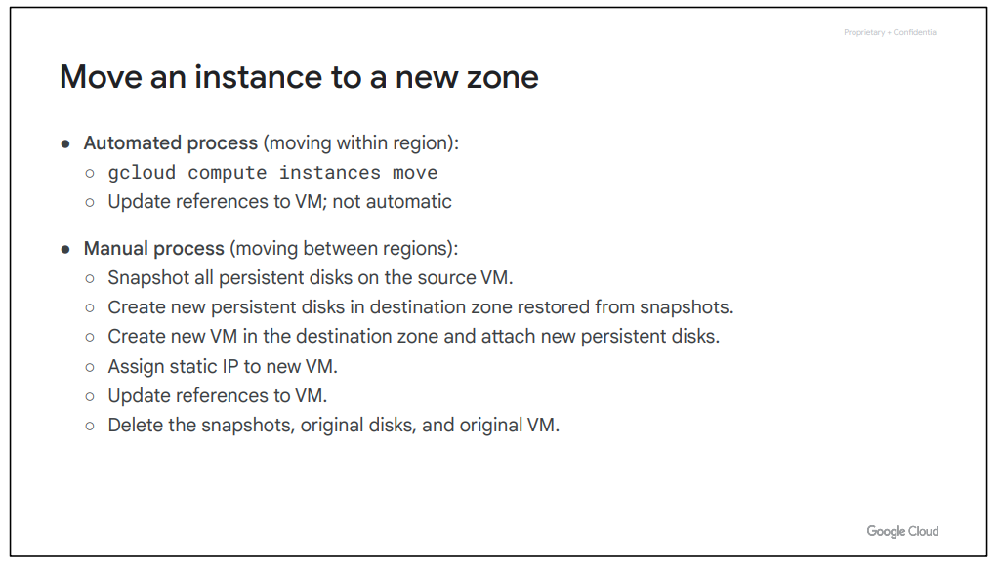 Proprietary + Confidential
Move an instance to a new zone
● Automated process (moving within region):
○ gcloud compute instances move
○ Update references to VM; not automatic
● Manual process (moving between regions):
○ Snapshot all persistent disks on the source VM.
○ Create new persistent disks in destination zone restored from snapshots.
○ Create new VM in the destination zone and attach new persistent disks.
○ Assign static IP to new VM.
○ Update references to VM.
○ Delete the snapshots, original disks, and original VM.
Google Cloud